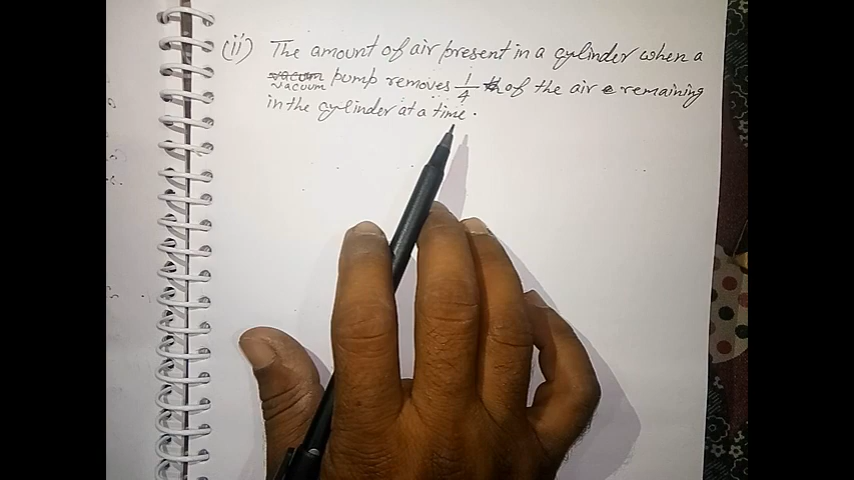 (ii) The amount of air present in a cylinder when a
vacuum pump removes 1/4 of the air remaining
in the cylinder at a time.